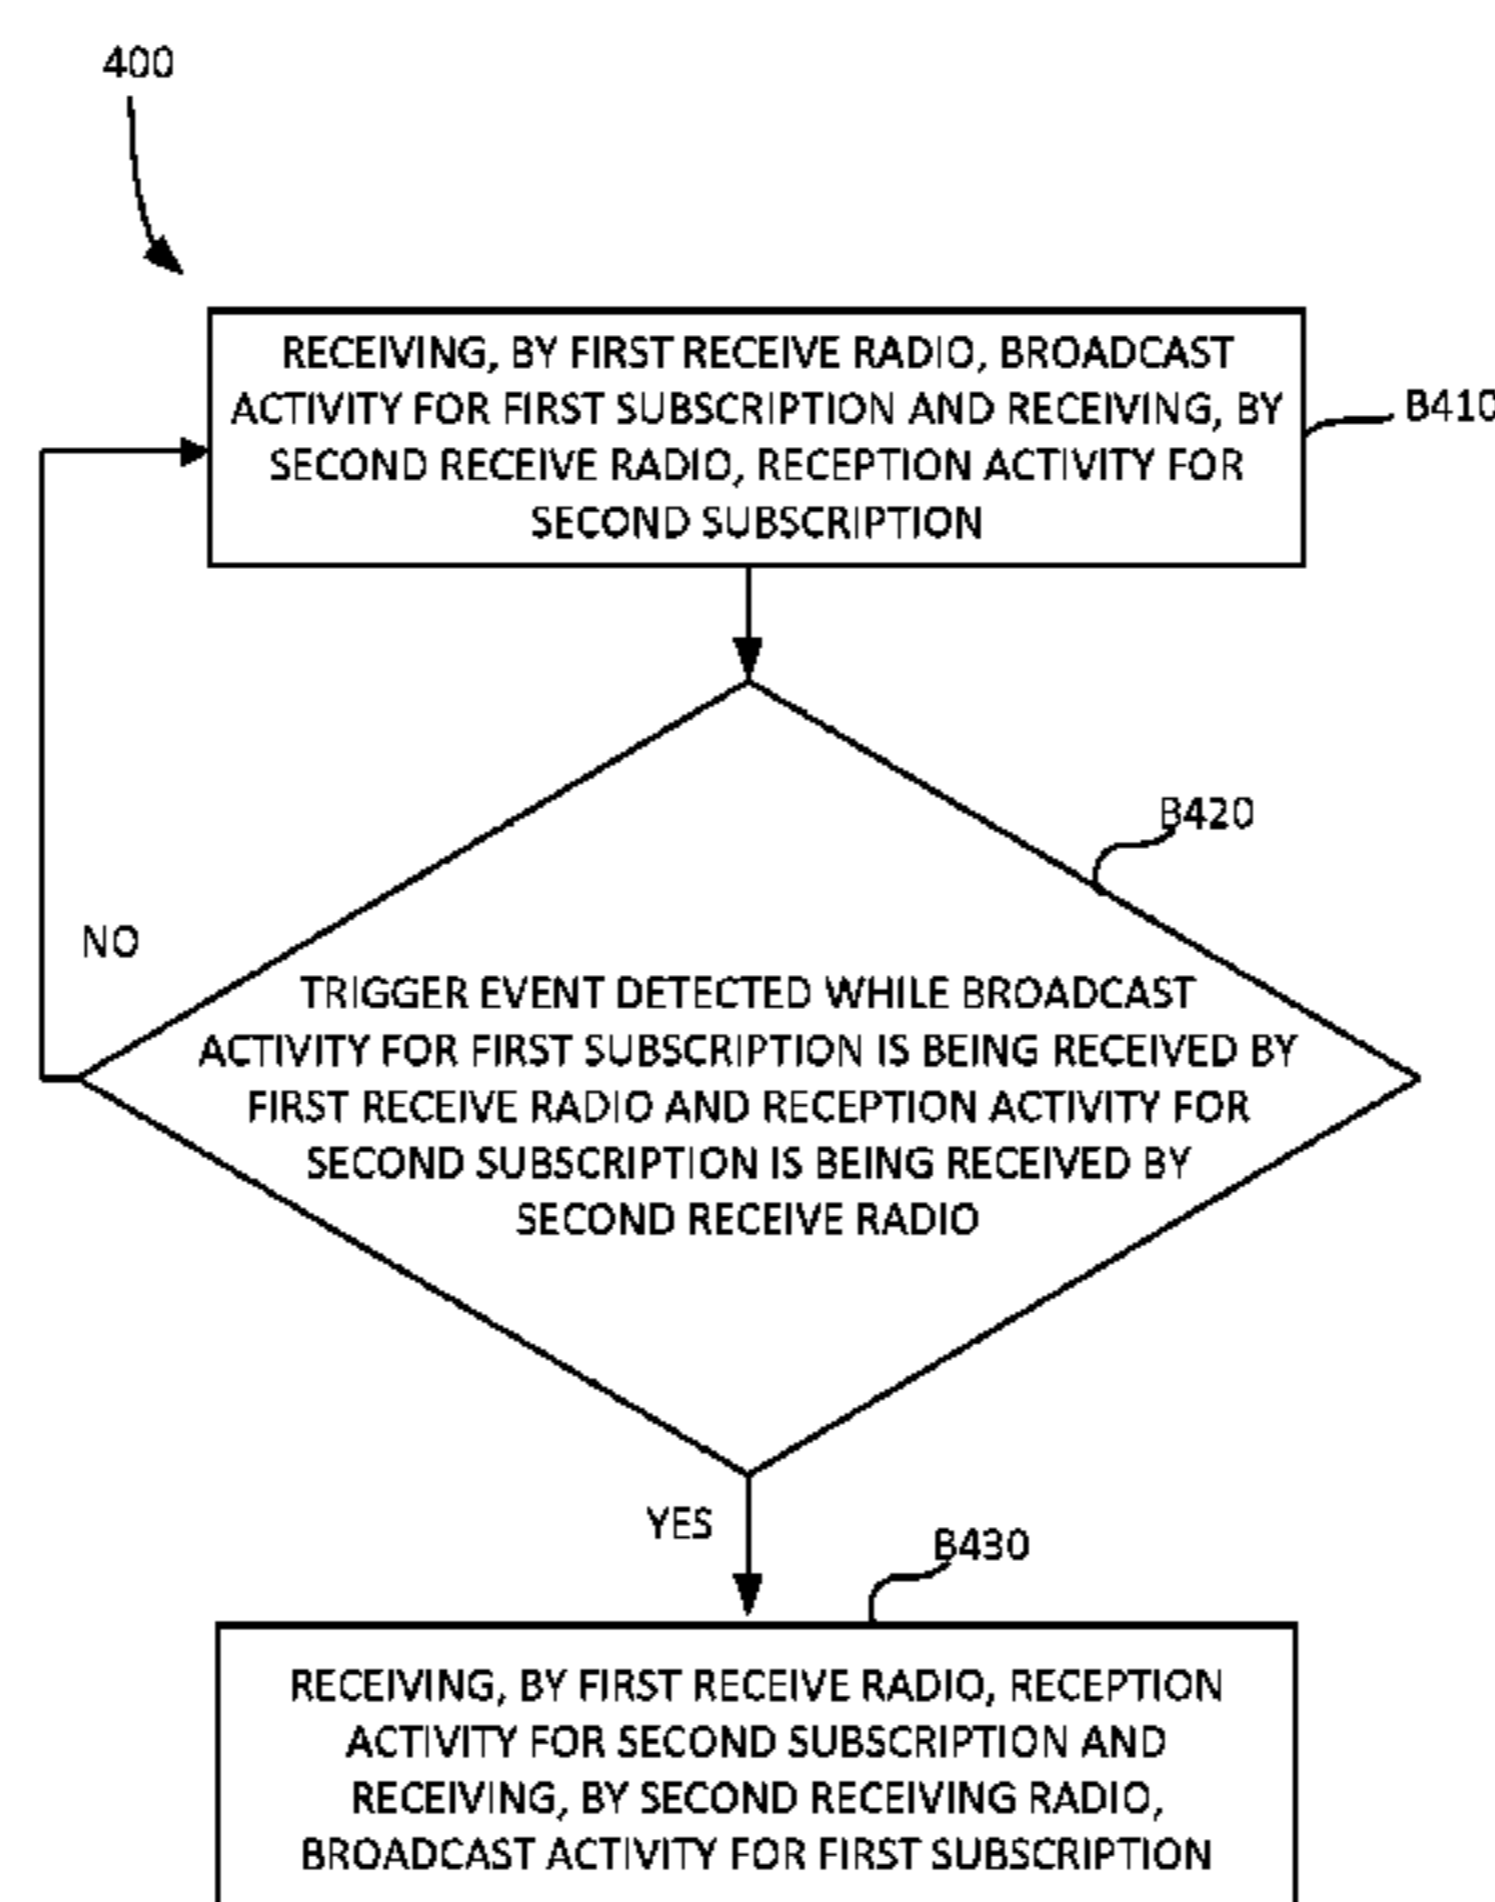 400
RECEIVING, BY FIRST RECEIVE RADIO, BROADCAST
ACTIVITY FOR FIRST SUBSCRIPTION AND RECEIVING, BY
SECOND RECEIVE RADIO, RECEPTION ACTIVITY FOR
SECOND SUBSCRIPTION
B410
B420
NO
TRIGGER EVENT DETECTED WHILE BROADCAST
ACTIVITY FOR FIRST SUBSCRIPTION IS BEING RECEIVED BY
FIRST RECEIVE RADIO AND RECEPTION ACTIVITY FOR
SECOND SUBSCRIPTION IS BEING RECEIVED BY
SECOND RECEIVE RADIO
YES
B430
RECEIVING, BY FIRST RECEIVE RADIO, RECEPTION
ACTIVITY FOR SECOND SUBSCRIPTION AND
RECEIVING, BY SECOND RECEIVING RADIO,
BROADCAST ACTIVITY FOR FIRST SUBSCRIPTION